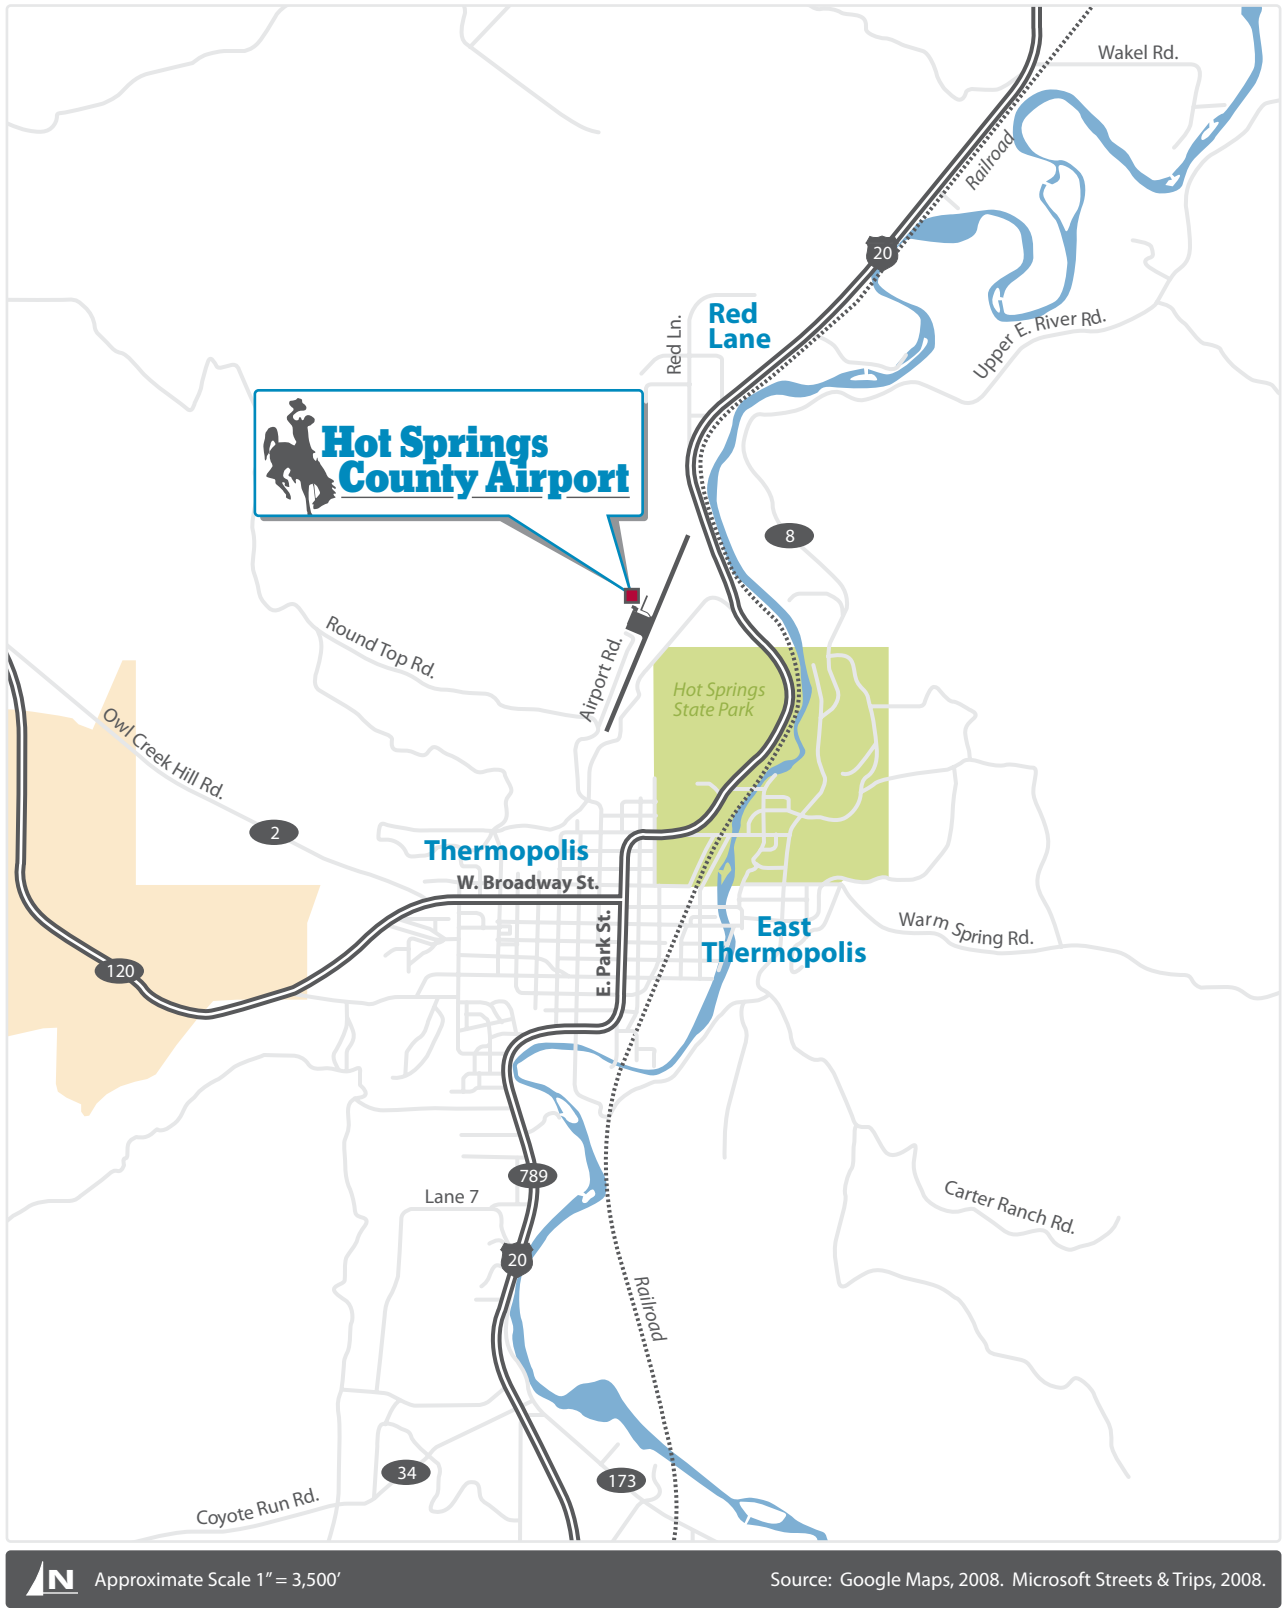 Wakel Rd.
Railroad
20
Upper E. River Rd.
Red Ln.
Red
Lane
Hot Springs
County Airport
8
Round Top Rd.
Airport Rd.
Hot Springs
State Park
Owl Creek Hill Rd.
2
Thermopolis
W. Broadway St.
E. Park St.
East
Thermopolis
Warm Spring Rd.
120
789
Lane 7
Carter Ranch Rd.
20
Railroad
34
173
Coyote Run Rd.
N
Approximate Scale 1” = 3,500’
Source: Google Maps, 2008. Microsoft Streets & Trips, 2008.